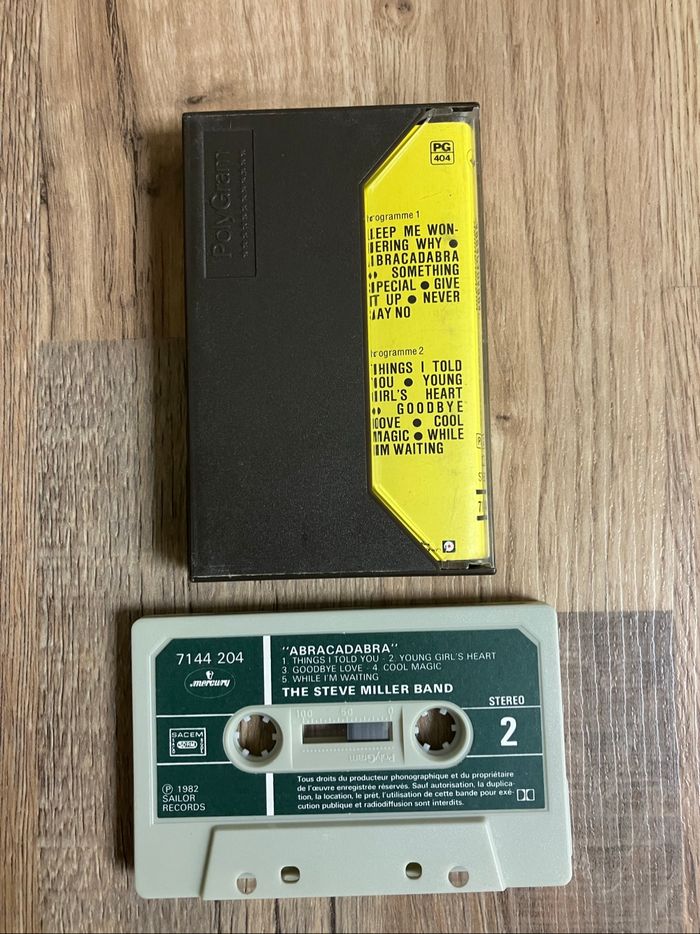 PolyGram
PG
404
rogramme 1
EEP ME WON-
ERING WHY ●
BRACADABRA
● SOMETHING
PECIAL ● GIVE
IT UP ● NEVER
AY NO
rogramme 2
HINGS I TOLD
OU ● YOUNG
IRL'S HEART
● GOODBYE
OVE ● COOL
MAGIC ● WHILE
I'M WAITING
7144 204
mercury
"ABRACADABRA"
1. THINGS I TOLD YOU - 2. YOUNG GIRL'S HEART
3. GOODBYE LOVE - 4. COOL MAGIC
5. WHILE I'M WAITING
THE STEVE MILLER BAND
STEREO
2
SACEM
SDRM
100 50 0
PolyGram
Ⓟ 1982
SAILOR
RECORDS
Tous droits du producteur phonographique et du propriétaire
de l'œuvre enregistrée réservés. Sauf autorisation, la duplica-
tion, la location, le prêt, l'utilisation de cette bande pour exé-
cution publique et radiodiffusion sont interdits.